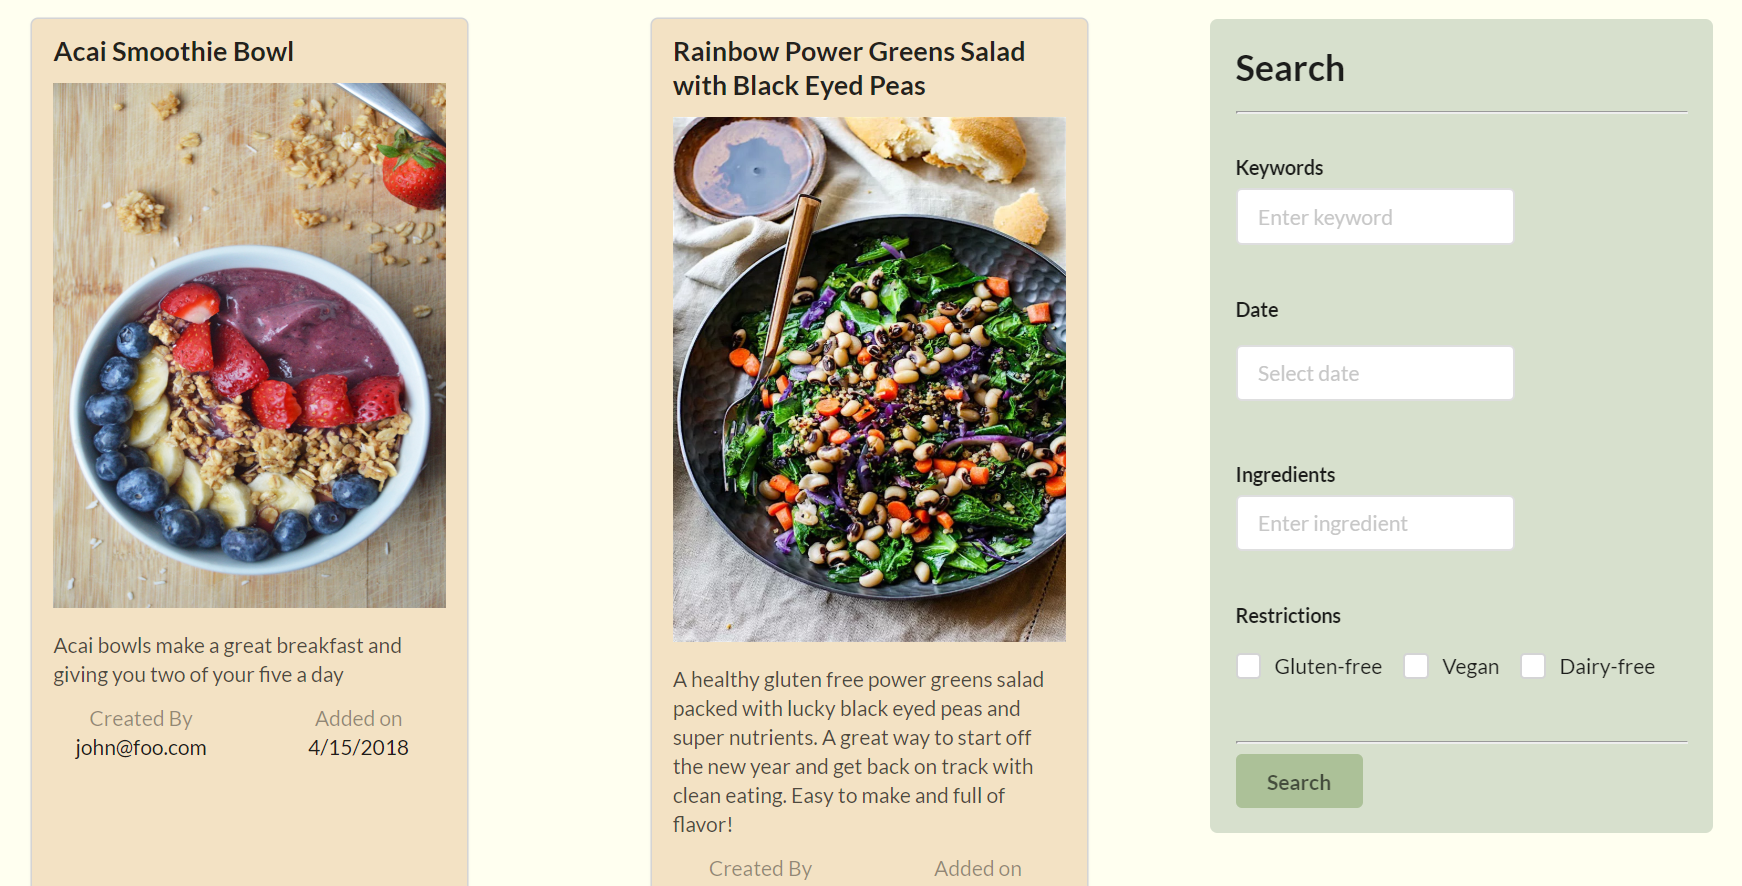 Acai Smoothie Bowl
Acai bowls make a great breakfast and
giving you two of your five a day
Created By
john@foo.com
Added on
4/15/2018
Rainbow Power Greens Salad
with Black Eyed Peas
A healthy gluten free power greens salad
packed with lucky black eyed peas and
super nutrients. A great way to start off
the new year and get back on track with
clean eating. Easy to make and full of
flavor!
Created By
Added on
Search
Keywords
Enter keyword
Date
Select date
Ingredients
Enter ingredient
Restrictions
Gluten-free
Vegan
Dairy-free
Search